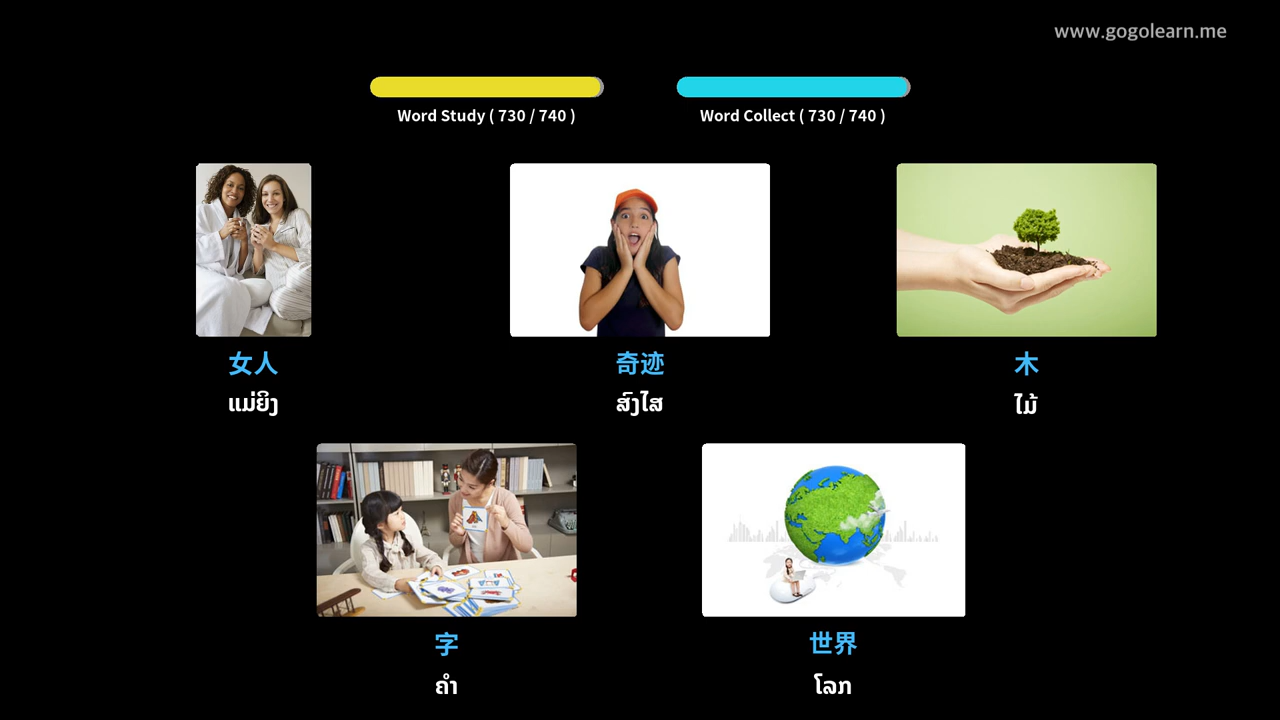 www.gogolearn.me
Word Study ( 730 / 740 )
Word Collect ( 730 / 740 )
女人
ແມ່ຍິງ
奇迹
ສົງໄສ
木
ໄມ້
字
ຄໍາ
世界
ໂລກ